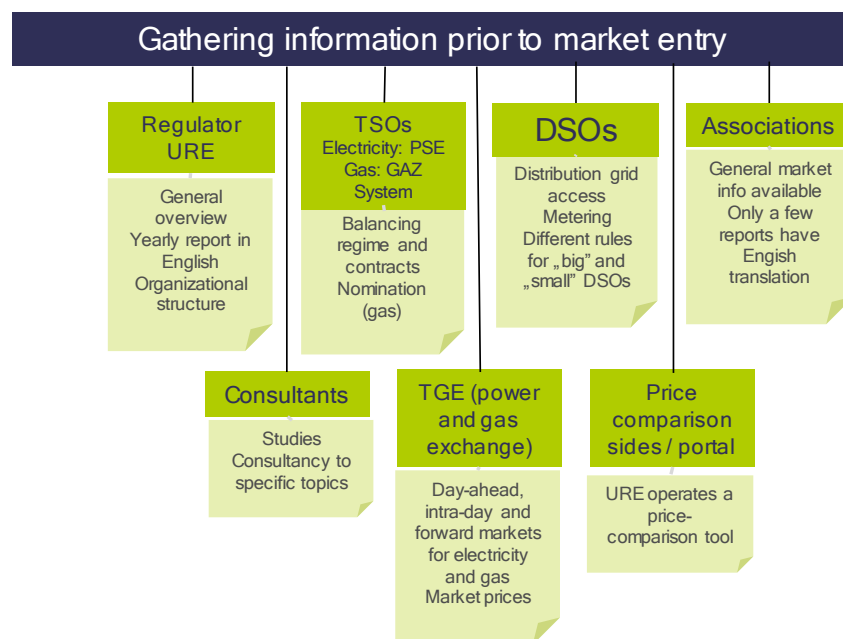 Gathering information prior to market entry
Regulator
URE
General
overview
Yearly report in
English
Organizational
structure
TSOs
Electricity: PSE
Gas: GAZ
System
Balancing
regime and
contracts
Nomination
(gas)
DSOs
Distribution grid
access
Metering
Different rules
for „big” and
„small” DSOs
Associations
General market
info available
Only a few
reports have
Engish
translation
Consultants
Studies
Consultancy to
specific topics
TGE (power
and gas
exchange)
Day-ahead,
intra-day and
forward markets
for electricity
and gas
Market prices
Price
comparison
sides / portal
URE operates a
price-
comparison tool